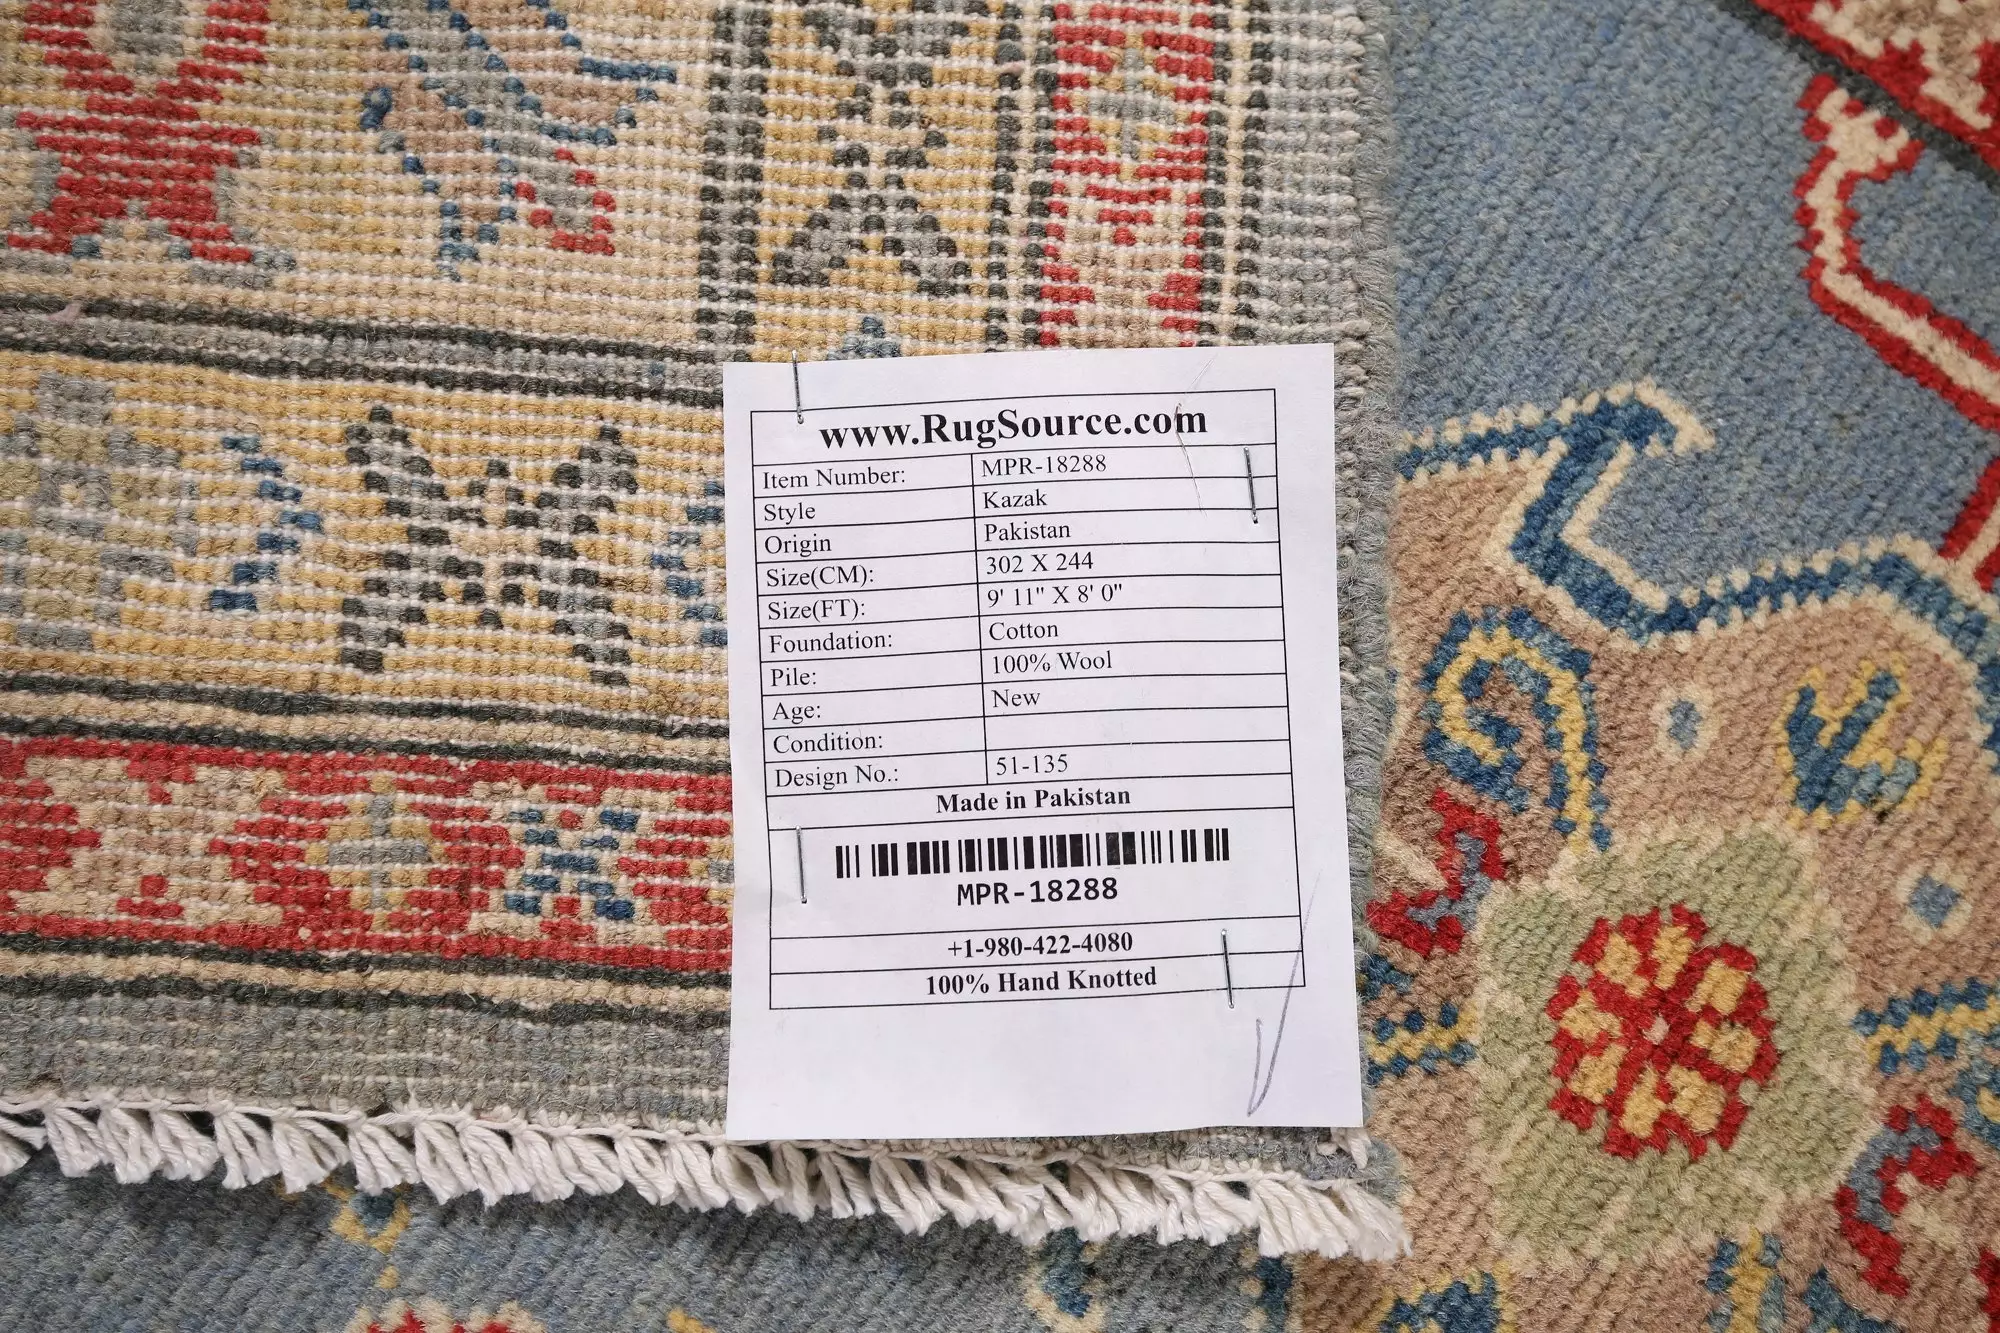 www.RugSource.com
Item Number: MPR-18288
Style Kazak
Origin Pakistan
Size(CM): 302 X 244
Size(FT): 9' 11" X 8' 0"
Foundation: Cotton
Pile: 100% Wool
Age: New
Condition:
Design No.: 51-135
Made in Pakistan
MPR-18288
+1-980-422-4080
100% Hand Knotted